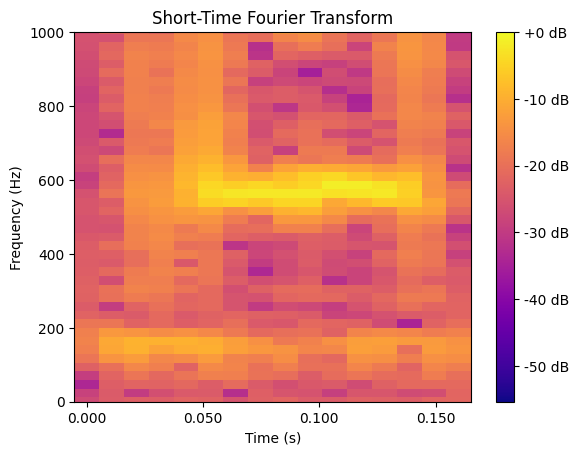 Short-Time Fourier Transform
1000
800
600
400
200
0
Frequency (Hz)
0.000
0.050
0.100
0.150
Time (s)
+0 dB
-10 dB
-20 dB
-30 dB
-40 dB
-50 dB